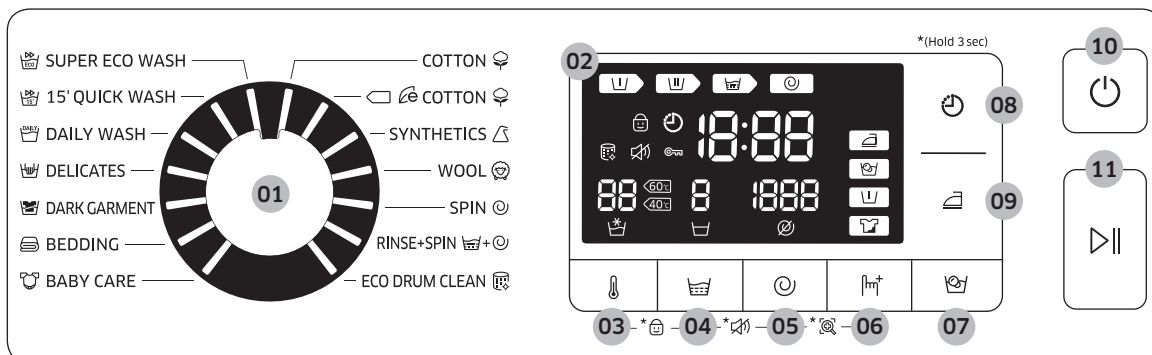 *(Hold 3 sec)
SUPER ECO WASH
15' QUICK WASH
DAILY WASH
DELICATES
DARK GARMENT
BEDDING
BABY CARE
COTTON
e COTTON
SYNTHETICS
WOOL
SPIN
RINSE+SPIN +
ECO DRUM CLEAN
01
02
18:88
88 60℃ 40℃ 8 1888
03 * 04 * 05 * 06 07
08
09
10
11